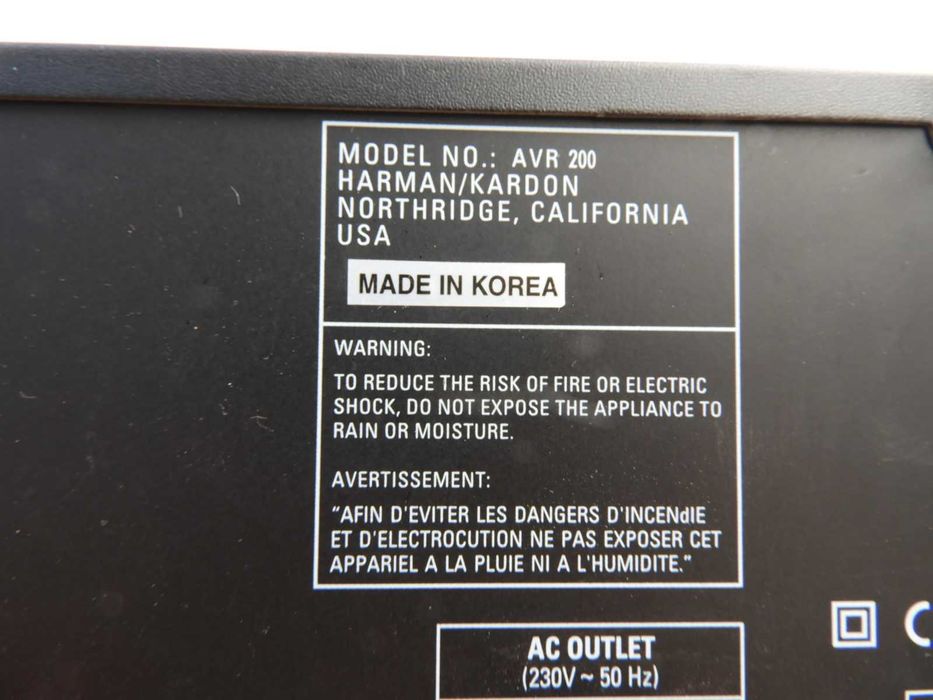 MODEL NO.: AVR 200
HARMAN/KARDON
NORTHRIDGE, CALIFORNIA
USA
MADE IN KOREA
WARNING:
TO REDUCE THE RISK OF FIRE OR ELECTRIC
SHOCK, DO NOT EXPOSE THE APPLIANCE TO
RAIN OR MOISTURE.
AVERTISSEMENT:
"AFIN D'EVITER LES DANGERS D'INCENdIE
ET D'ELECTROCUTION NE PAS EXPOSER CET
APPARIEL A LA PLUIE NI A L'HUMIDITE."
AC OUTLET
(230V ~ 50 Hz)